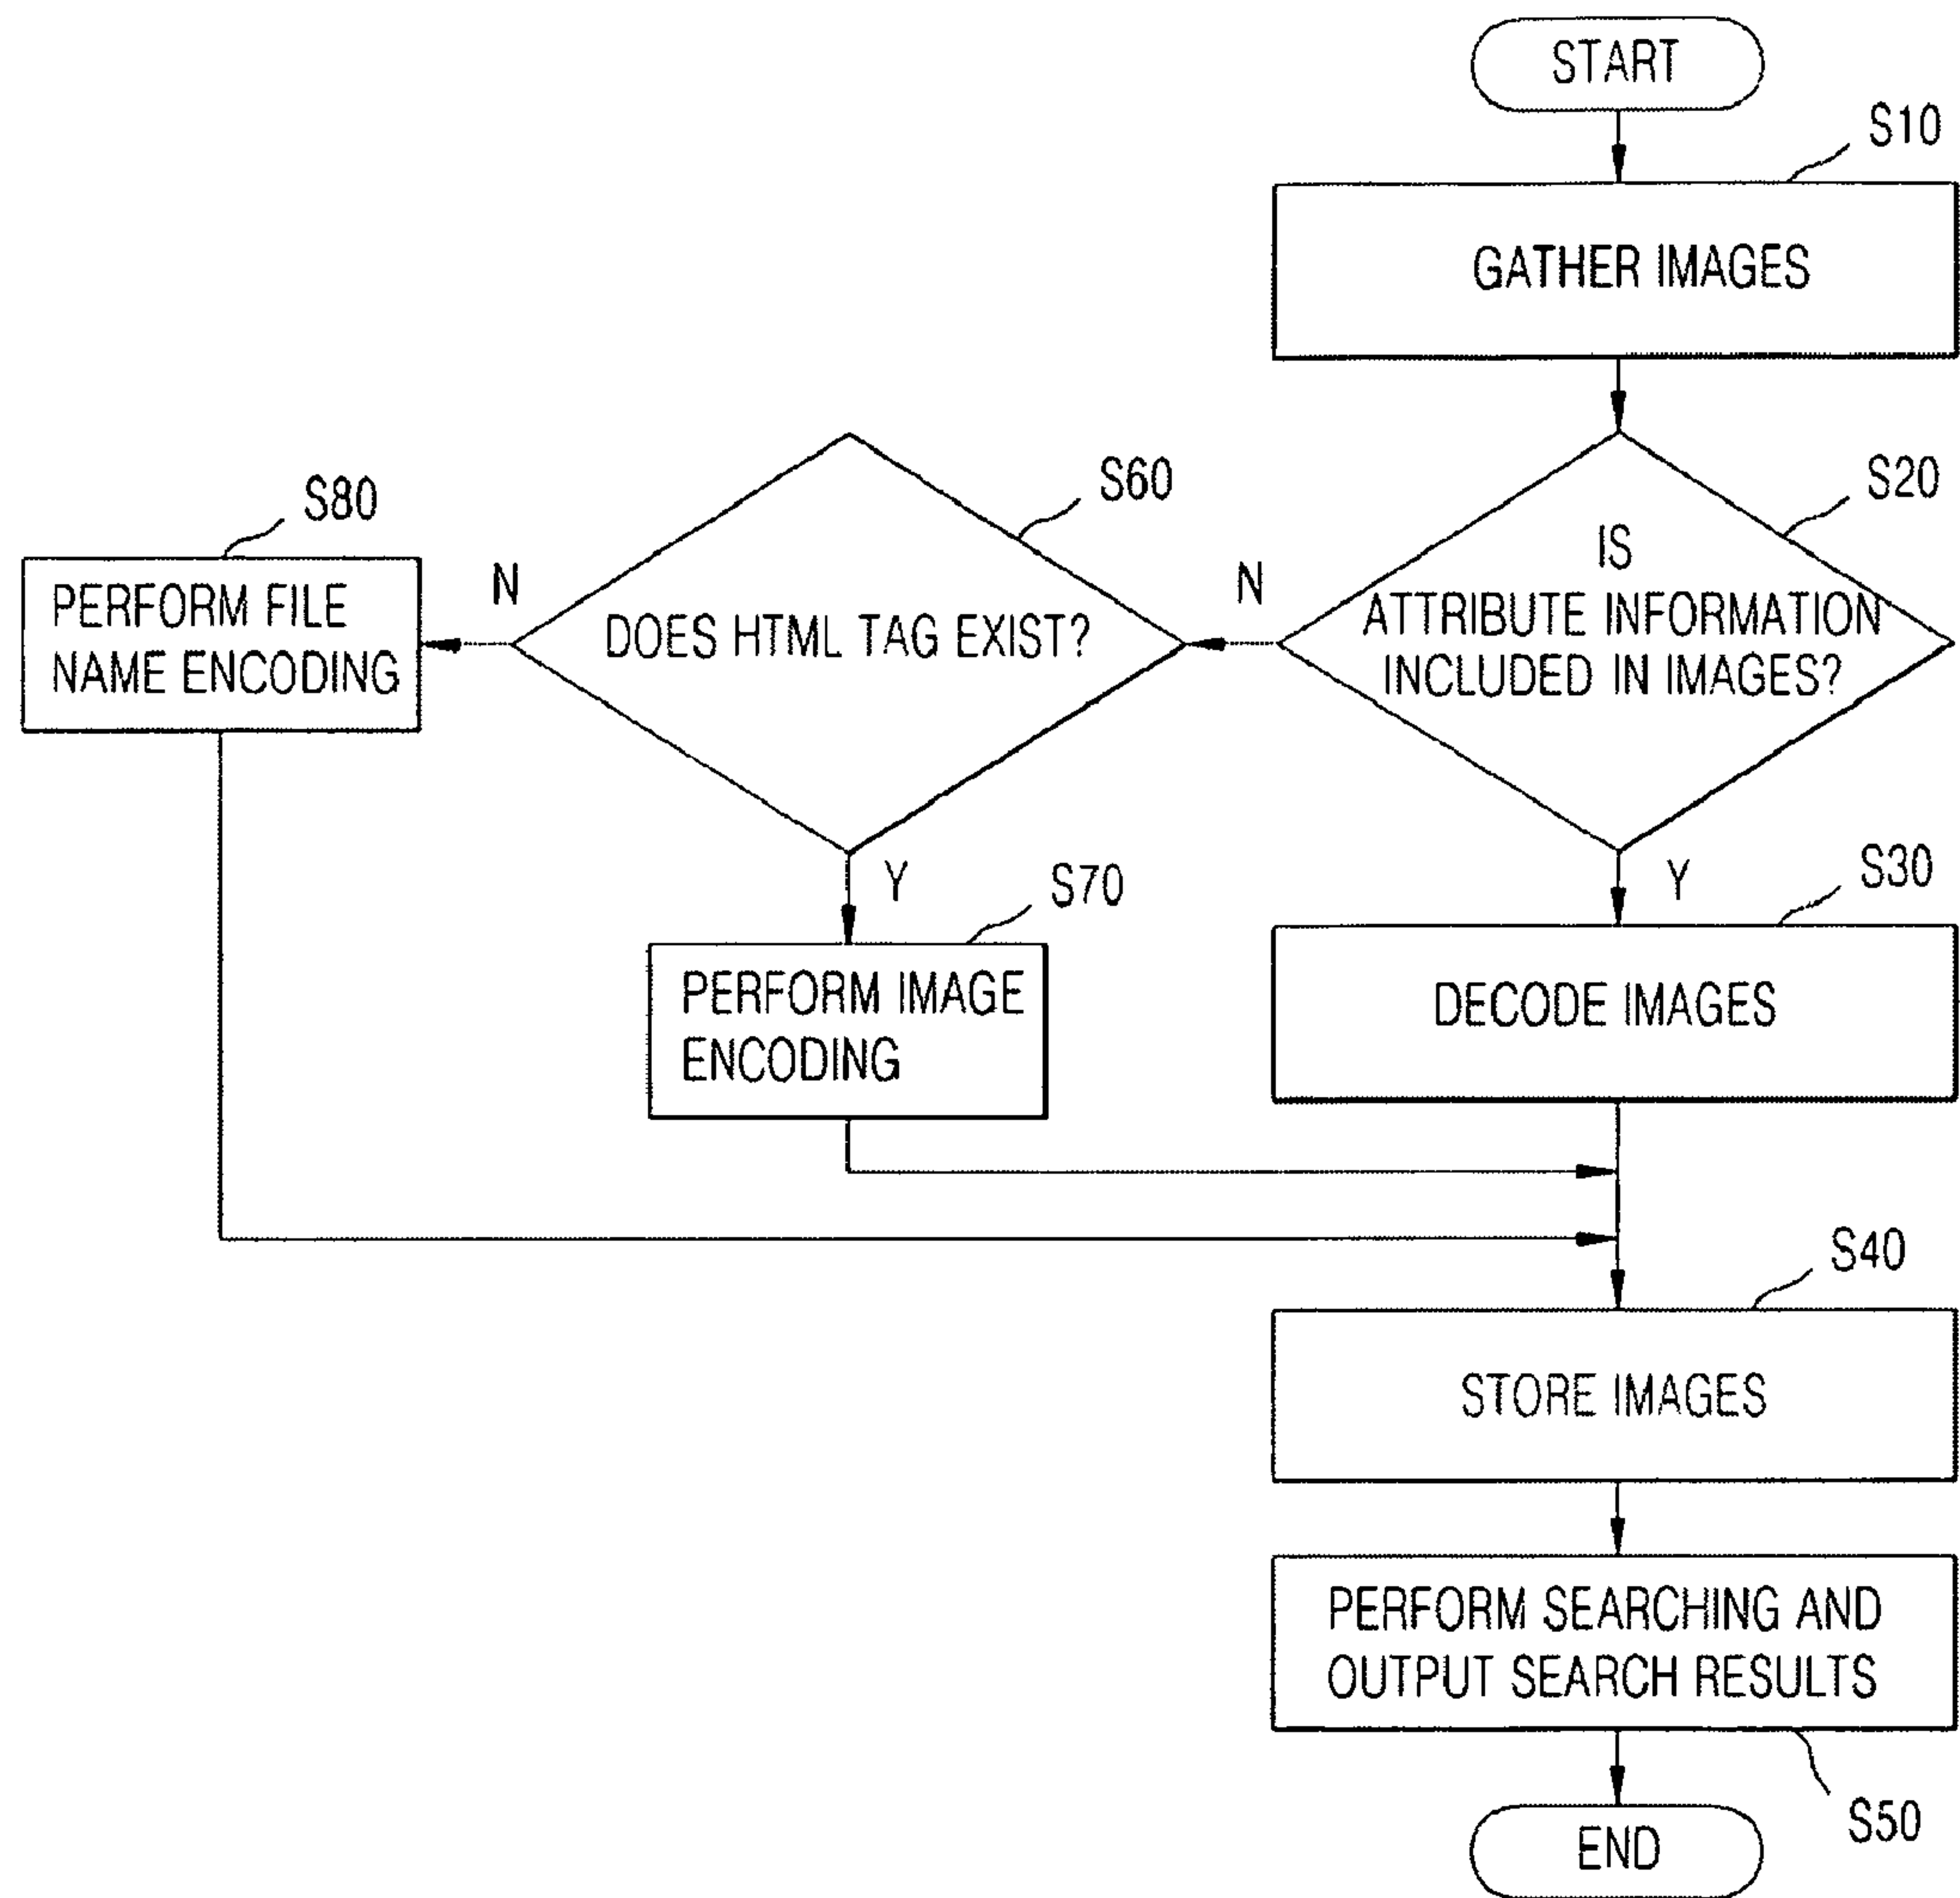 START
S10
GATHER IMAGES
S20
IS
ATTRIBUTE INFORMATION
INCLUDED IN IMAGES?
N
S60
DOES HTML TAG EXIST?
N
S80
PERFORM FILE
NAME ENCODING
Y
S70
PERFORM IMAGE
ENCODING
Y
S30
DECODE IMAGES
S40
STORE IMAGES
PERFORM SEARCHING AND
OUTPUT SEARCH RESULTS
S50
END